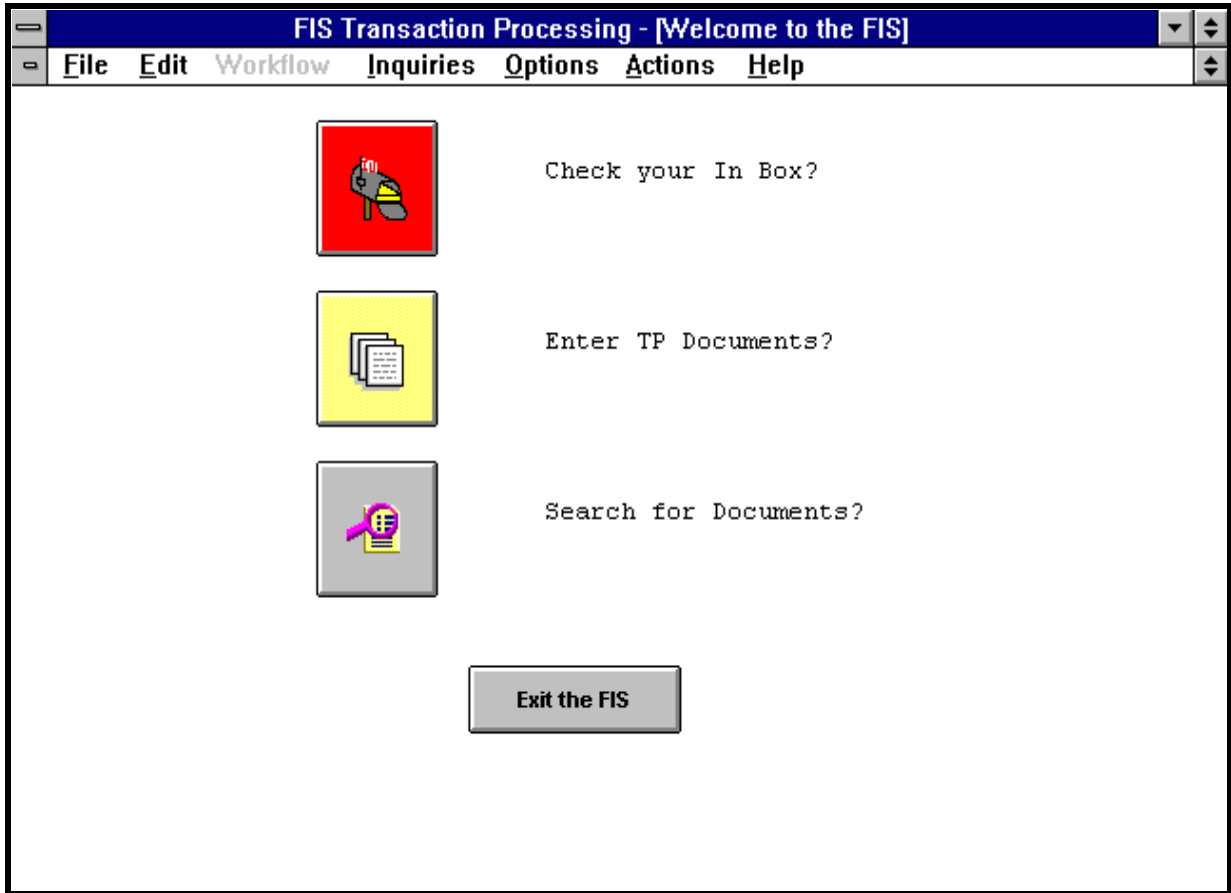 FIS Transaction Processing - [Welcome to the FIS]
File Edit Workflow Inquiries Options Actions Help
Check your In Box?
Enter TP Documents?
Search for Documents?
Exit the FIS